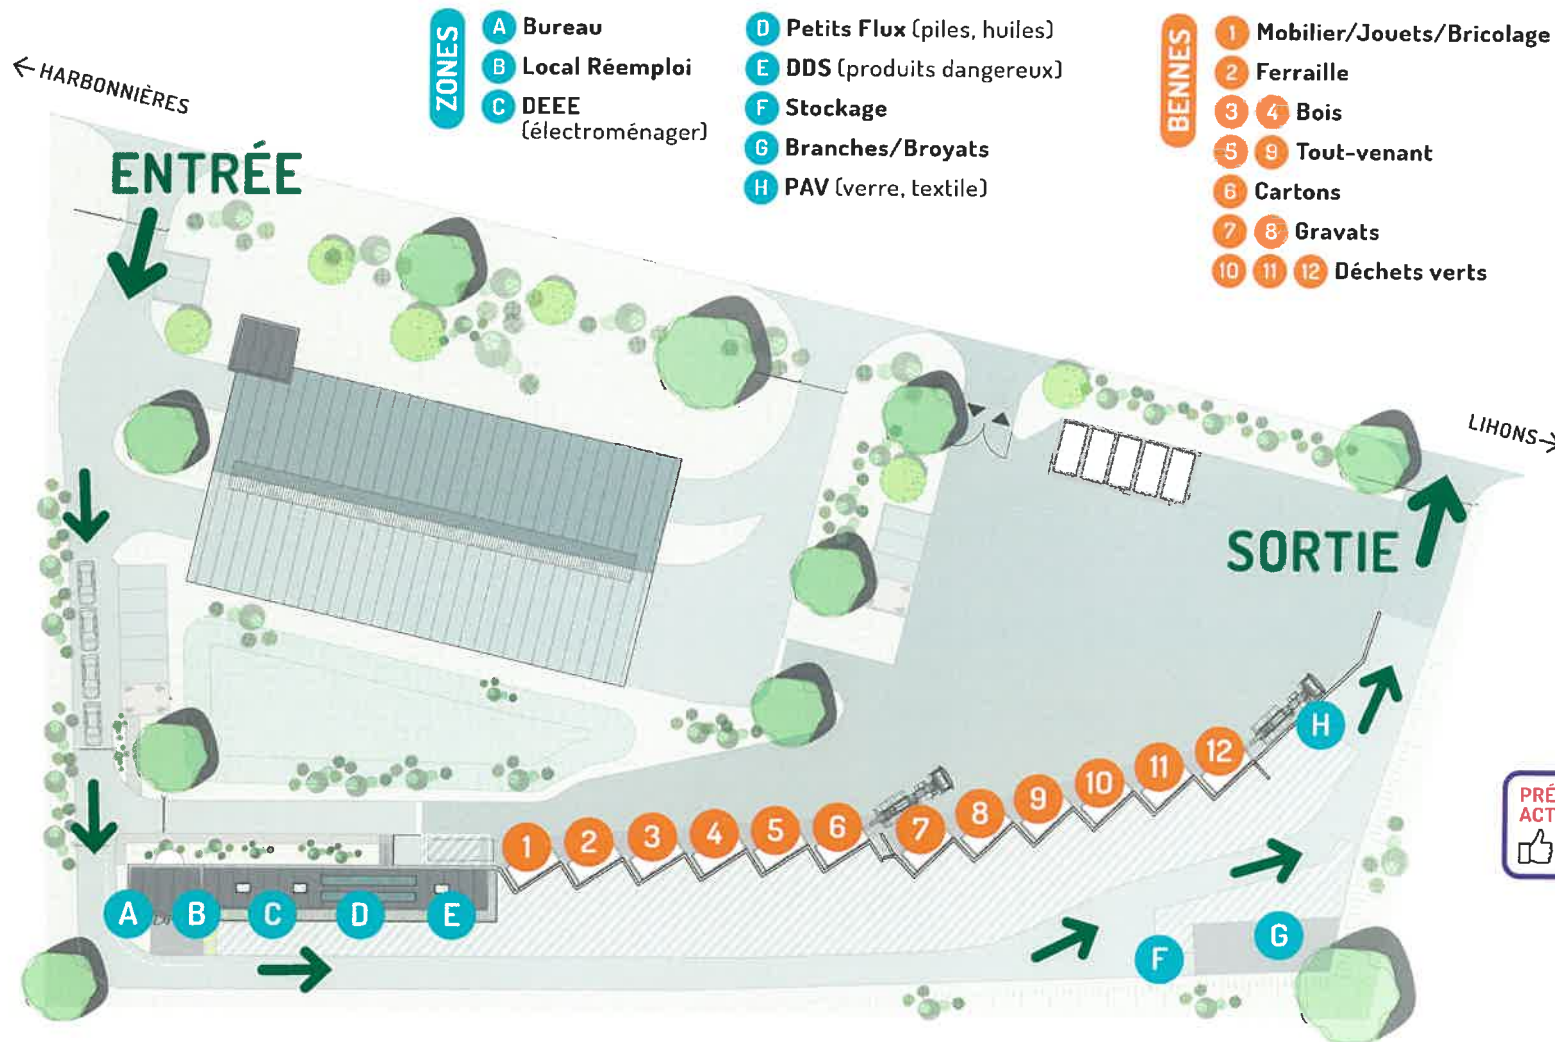 ZONES
A Bureau
B Local Réemploi
C DEEE
(électroménager)
D Petits Flux (piles, huiles)
E DDS (produits dangereux)
F Stockage
G Branches/Broyats
H PAV (verre, textile)
BENNES
1 Mobilier/Jouets/Bricolage
2 Ferraille
3 4 Bois
5 9 Tout-venant
6 Cartons
7 8 Gravats
10 11 12 Déchets verts
← HARBONNIÈRES
ENTRÉE
LIHONS →
SORTIE
H
12
11
10
9
8
7
6
5
4
3
2
1
A
B
C
D
E
F
G